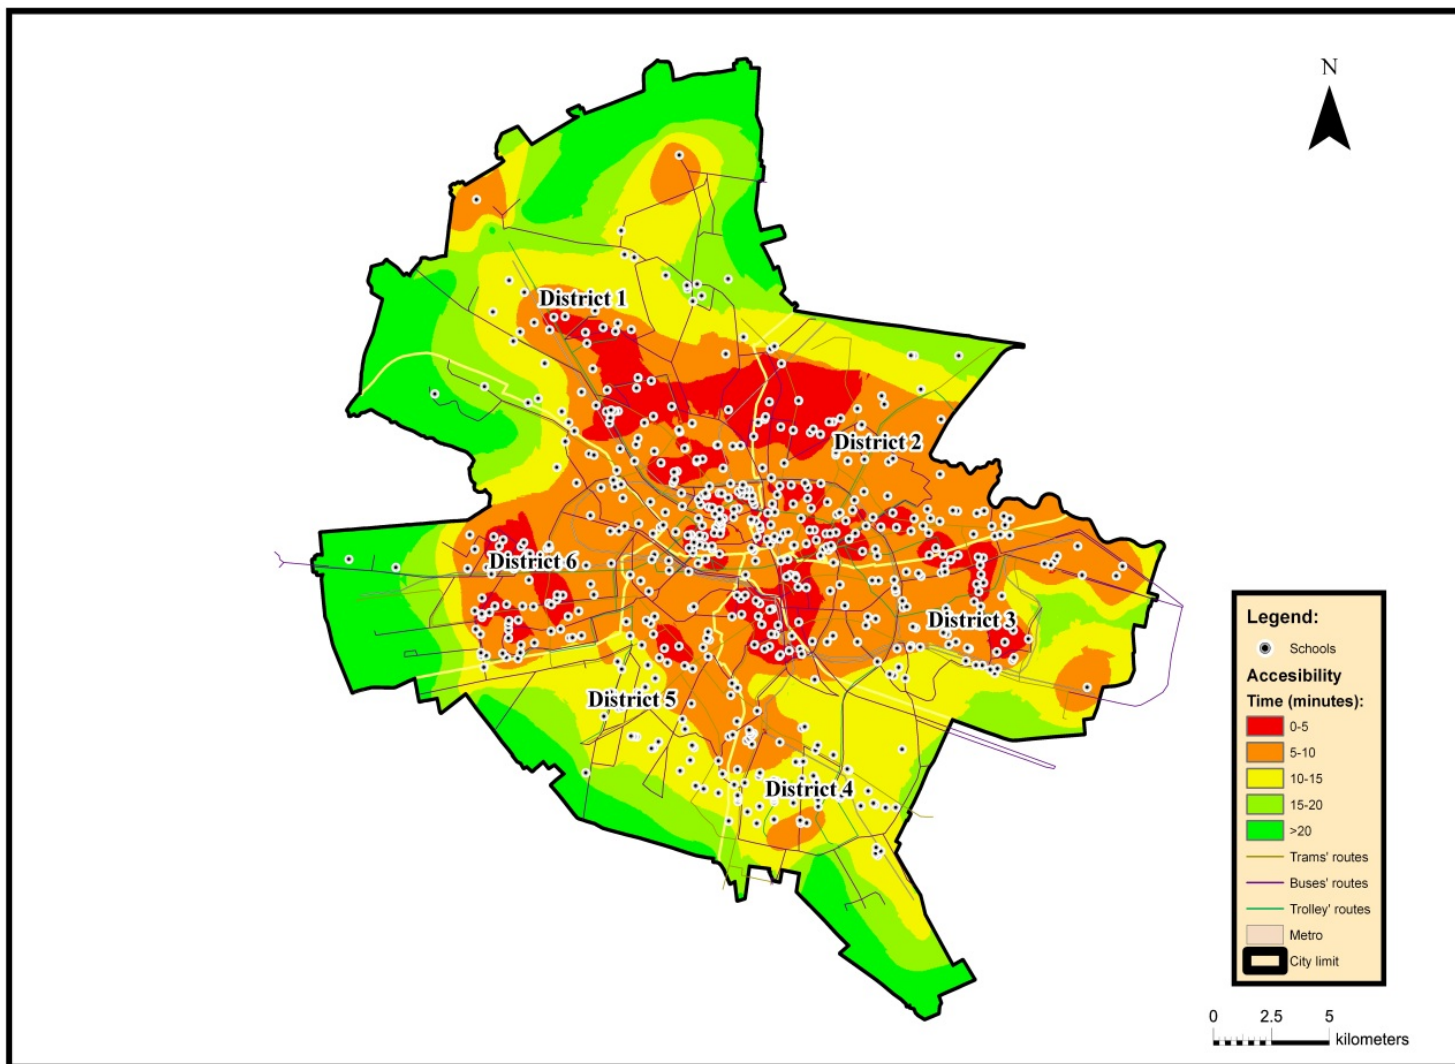 N
District 1
District 2
District 6
District 3
District 5
District 4
Legend:
Schools
Accesibility
Time (minutes):
0-5
5-10
10-15
15-20
>20
Trams' routes
Buses' routes
Trolley' routes
Metro
City limit
0 2.5 5
kilometers